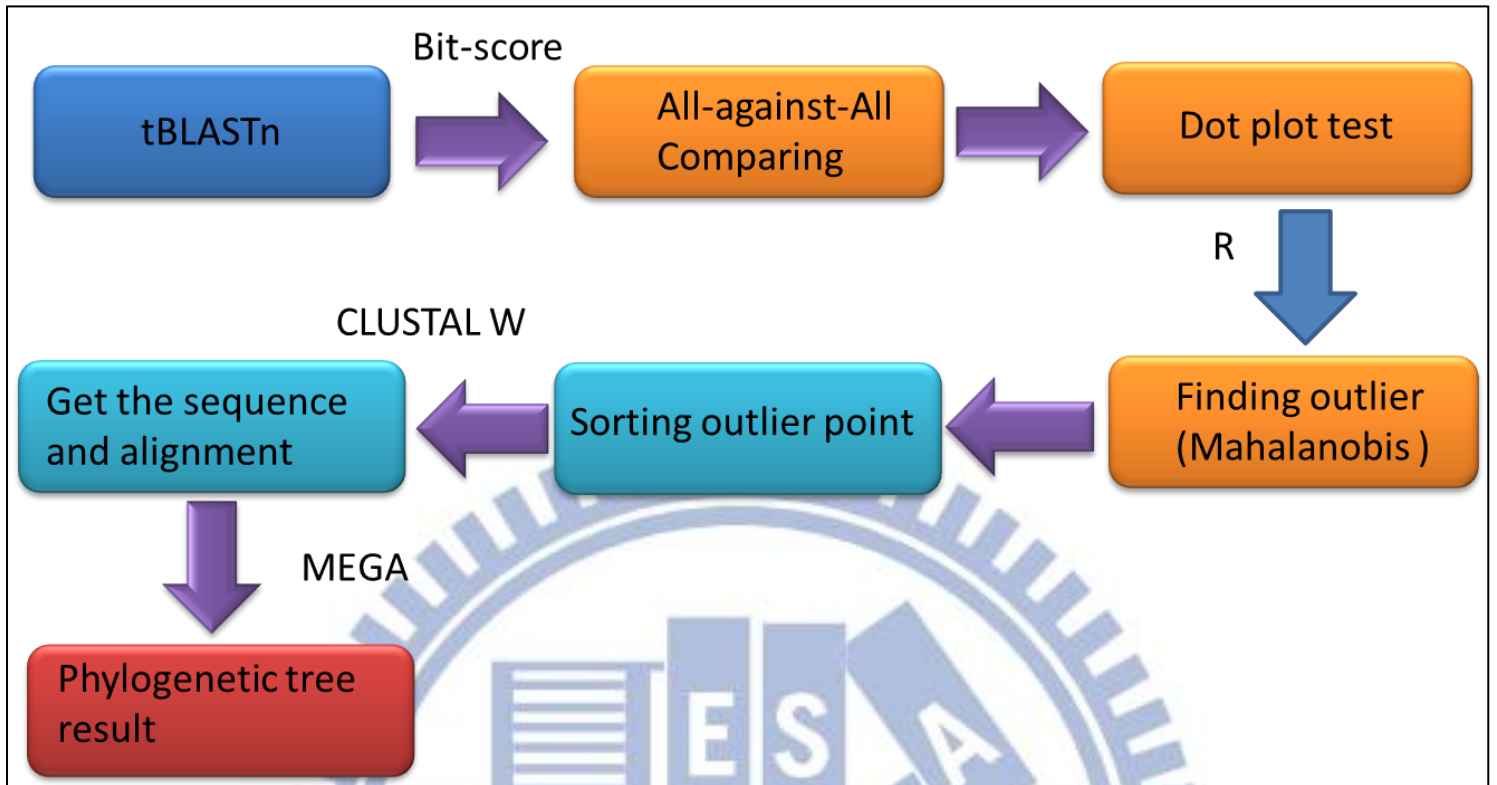 Bit-score
tBLASTn
All-against-All
Comparing
Dot plot test
R
Finding outlier
(Mahalanobis )
Sorting outlier point
CLUSTAL W
Get the sequence
and alignment
MEGA
Phylogenetic tree
result
E S A